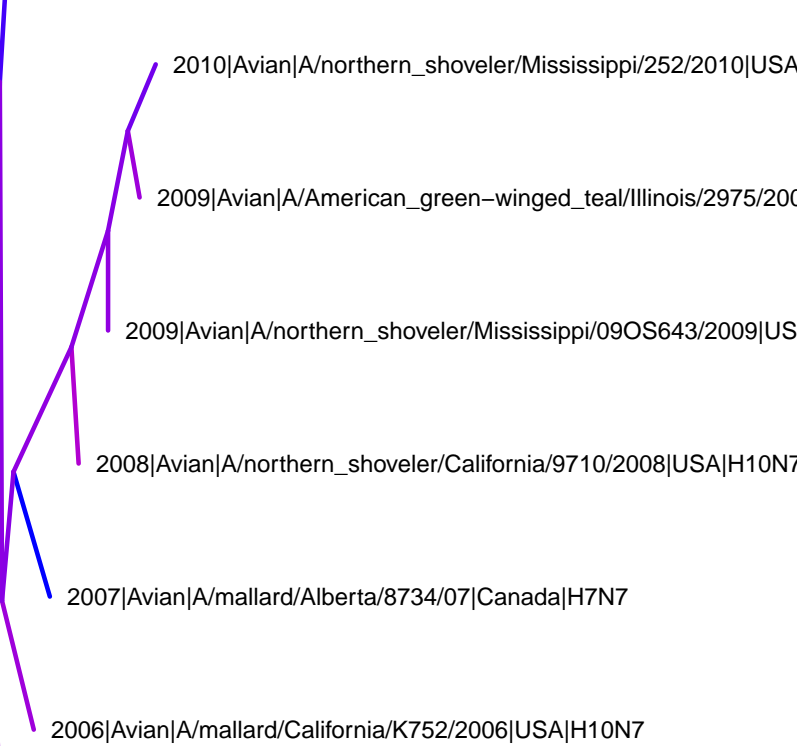 2010|Avian|A/northern_shoveler/Mississippi/252/2010|USA
2009|Avian|A/American_green−winged_teal/Illinois/2975/200
2009|Avian|A/northern_shoveler/Mississippi/09OS643/2009|US
2008|Avian|A/northern_shoveler/California/9710/2008|USA|H10N7
2007|Avian|A/mallard/Alberta/8734/07|Canada|H7N7
2006|Avian|A/mallard/California/K752/2006|USA|H10N7